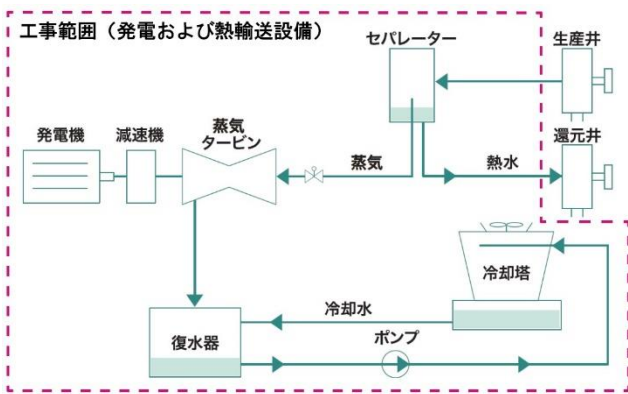 工事範囲（発電および熱輸送設備）
セパレーター
生産井
発電機
減速機
蒸気
タービン
蒸気
熱水
還元井
冷却塔
冷却水
復水器
ポンプ